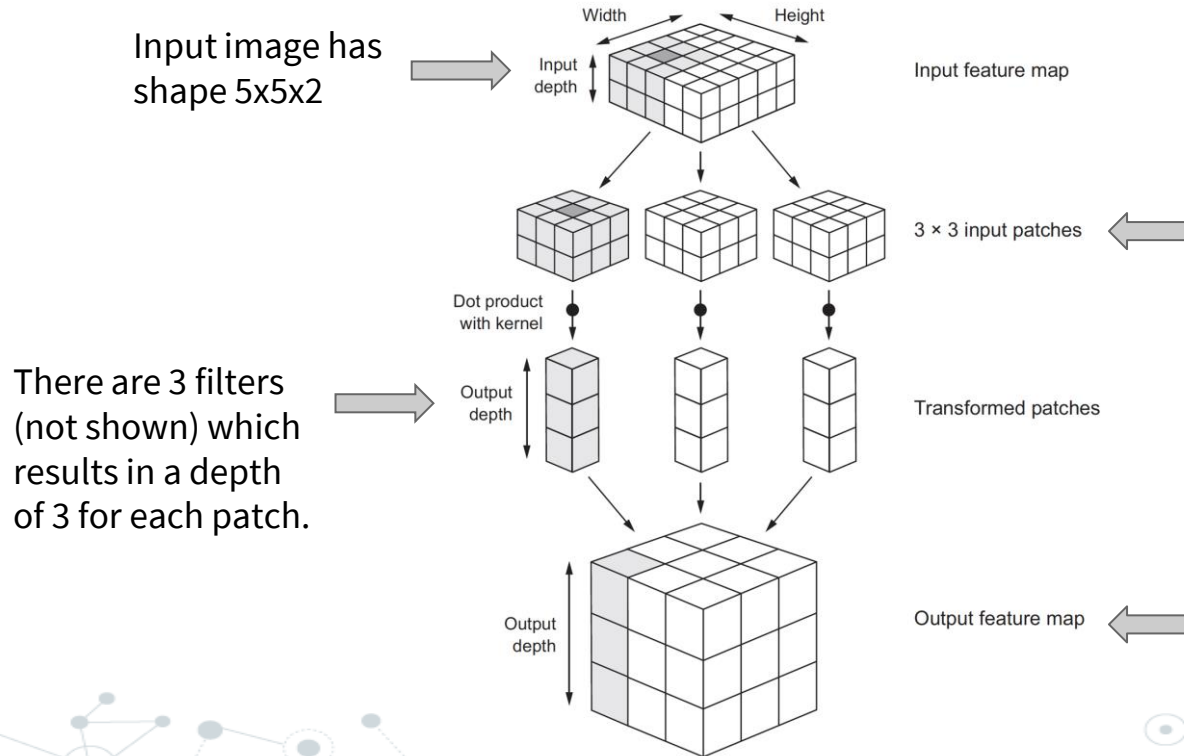 Width
Height
Input image has
shape 5x5x2
Input
depth
Input feature map
3 × 3 input patches
Dot product
with kernel
There are 3 filters
(not shown) which
results in a depth
of 3 for each patch.
Output
depth
Transformed patches
Output
depth
Output feature map